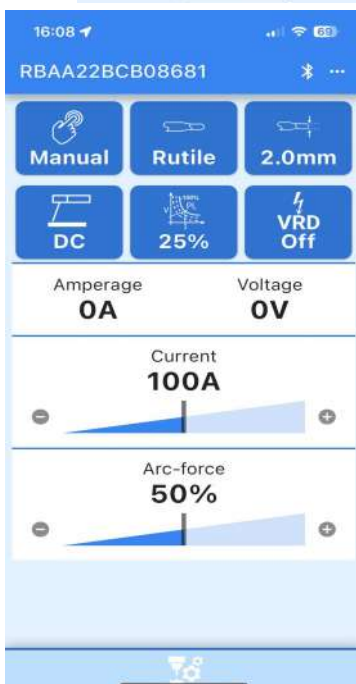 16:08
69
RBAA22BCB08681
Manual
Rutile
2.0mm
DC
25%
VRD
Off
Amperage
Voltage
0A
0V
Current
100A
Arc-force
50%